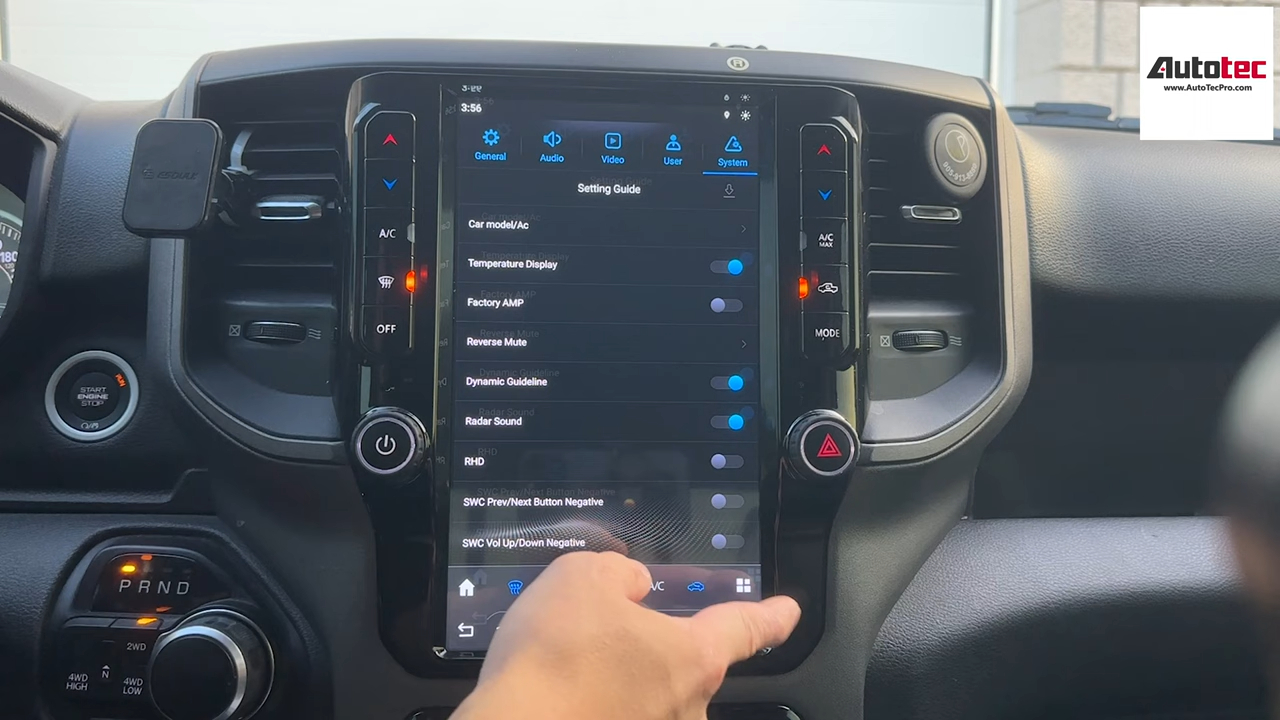 Autotec
www.AutoTecPro.com
3:56
General
Audio
Video
User
System
Setting Guide
Car model/Ac
Temperature Display
Factory AMP
Reverse Mute
Dynamic Guideline
Radar Sound
RHD
SWC Prev/Next Button Negative
SWC Vol Up/Down Negative
A/C
OFF
A/C
MAX
MODE
180
START
ENGINE
STOP
RUN
PRND
2WD
N
4WD
HIGH
4WD
LOW